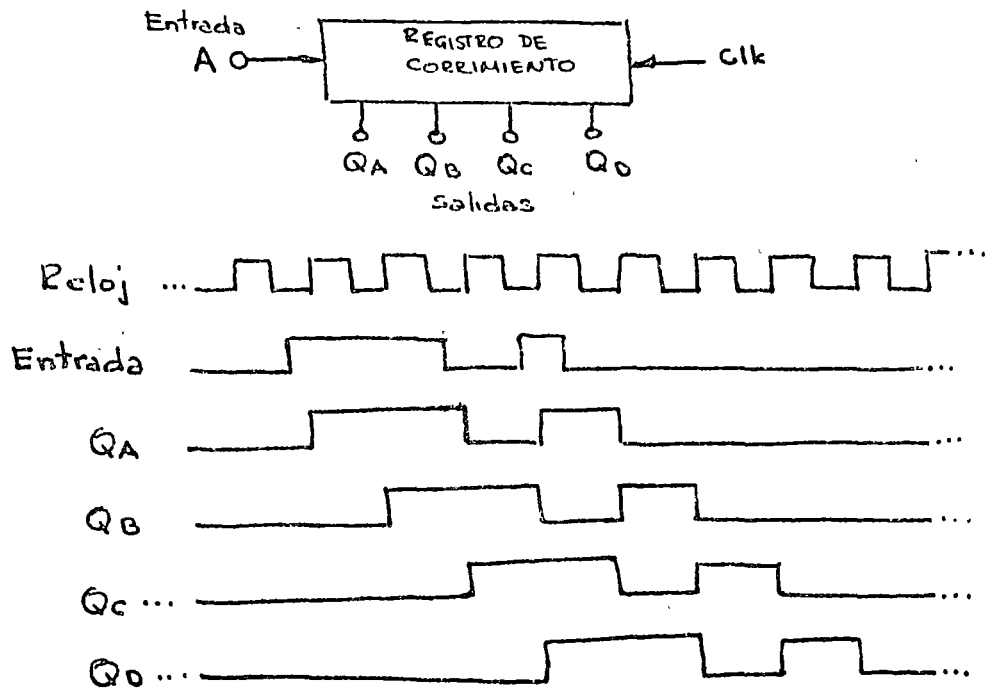 Entrada
A
REGISTRO DE
CORRIMIENTO
Clk
QA QB QC QD
Salidas
Reloj ... ...
Entrada ...
QA ...
QB ...
QC ... ...
QD ... ...